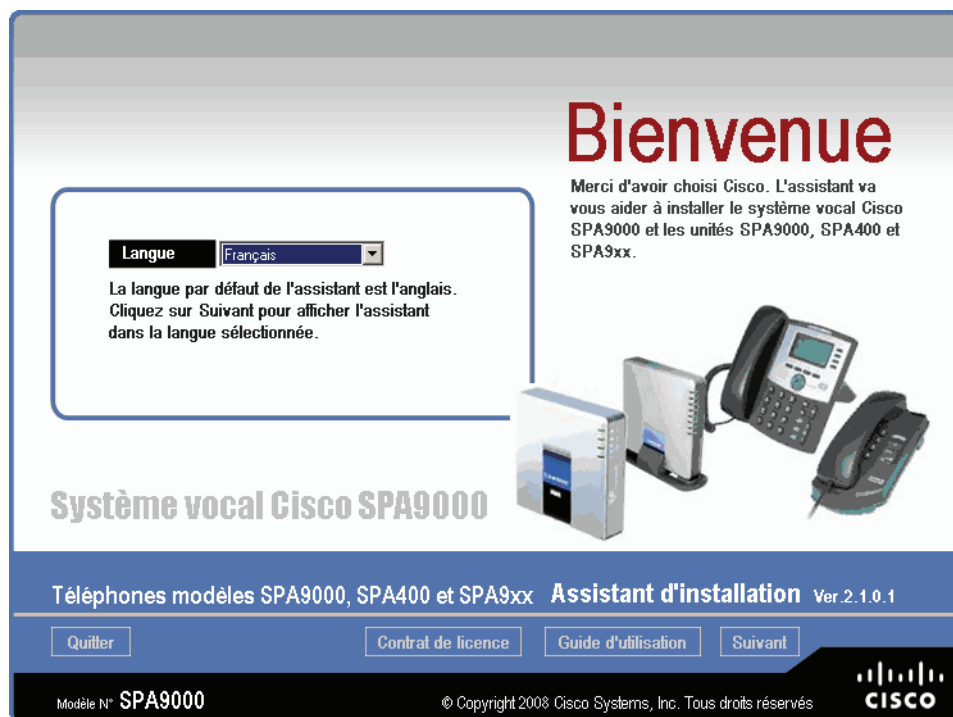 Bienvenue
Merci d'avoir choisi Cisco. L'assistant va
vous aider à installer le système vocal Cisco
SPA9000 et les unités SPA9000, SPA400 et
SPA9xx.
Langue Français
La langue par défaut de l'assistant est l'anglais.
Cliquez sur Suivant pour afficher l'assistant
dans la langue sélectionnée.
Système vocal Cisco SPA9000
Téléphones modèles SPA9000, SPA400 et SPA9xx Assistant d'installation Ver.2.1.0.1
Quitter Contrat de licence Guide d'utilisation Suivant
Modèle N° SPA9000 © Copyright 2008 Cisco Systems, Inc. Tous droits réservés
CISCO